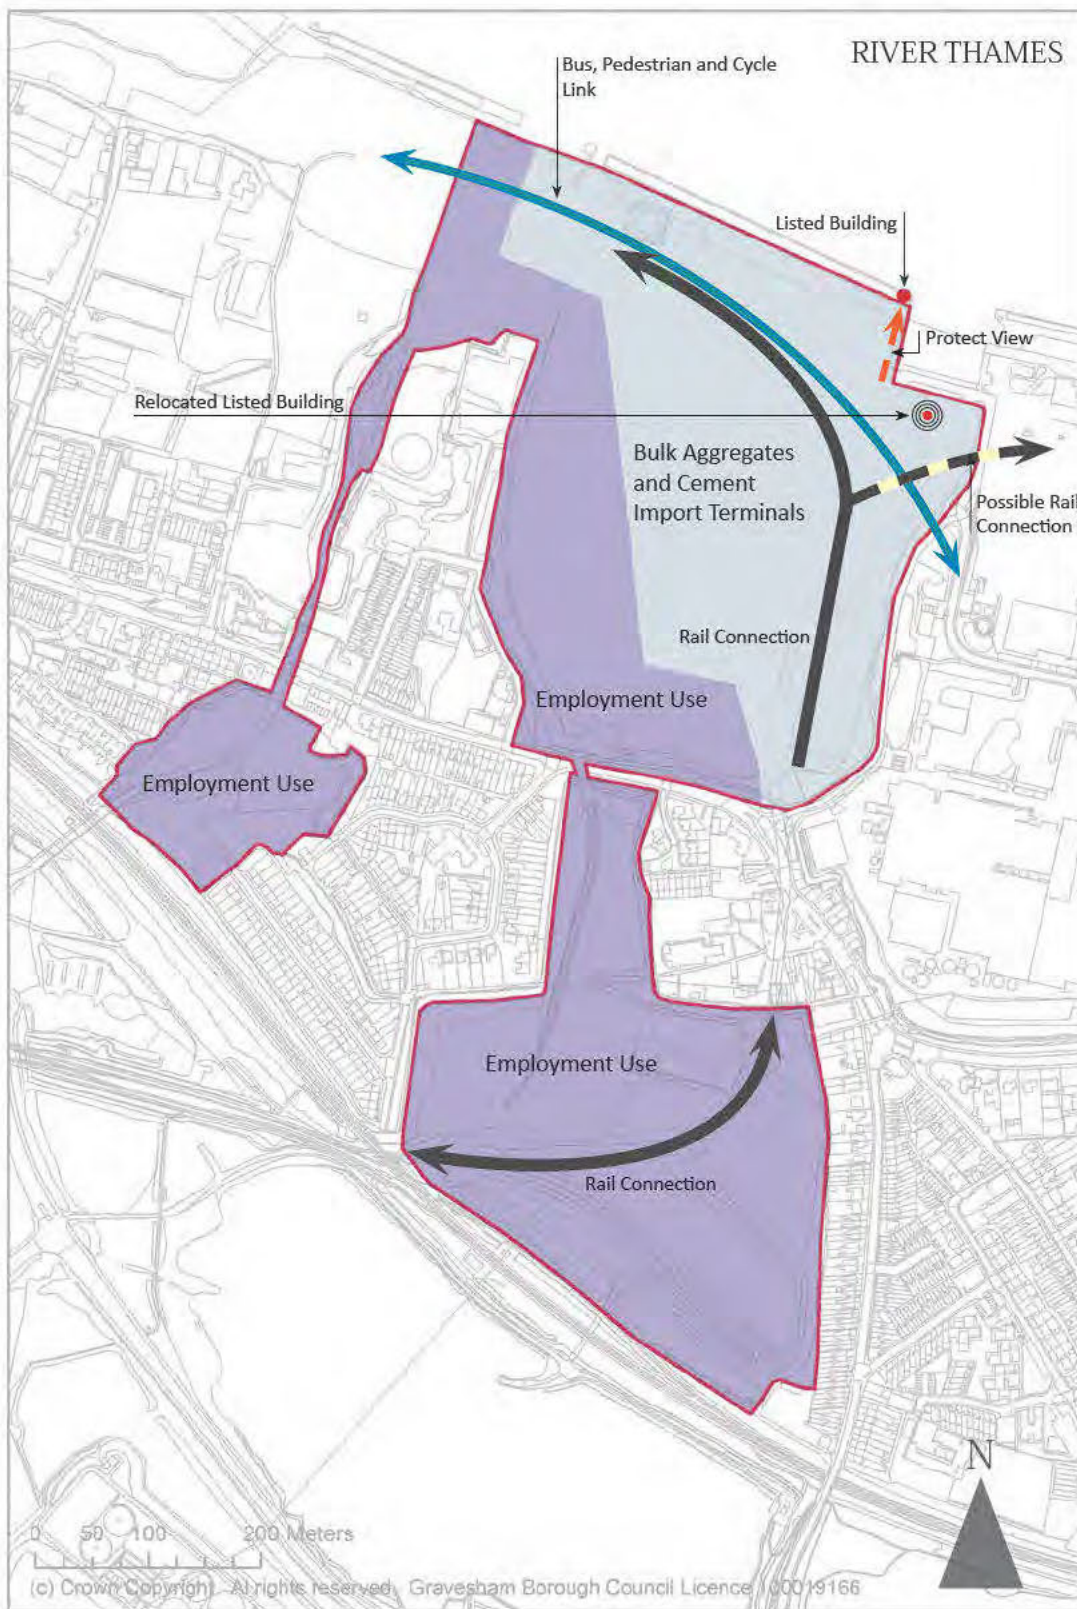 RIVER THAMES
Bus, Pedestrian and Cycle
Link
Listed Building
Protect View
Relocated Listed Building
Bulk Aggregates
and Cement
Import Terminals
Possible Rail
Connection
Rail Connection
Employment Use
Employment Use
Employment Use
Rail Connection
N
0 50 100 200 Meters
(c) Crown Copyright. All rights reserved. Gravesham Borough Council Licence 100019166